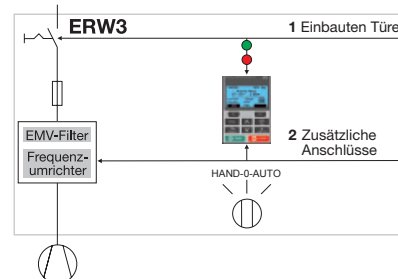 ERW3
1 Einbauten Türe
EMV-Filter
Frequenz-
umrichter
2 Zusätzliche
Anschlüsse
HAND-0-AUTO